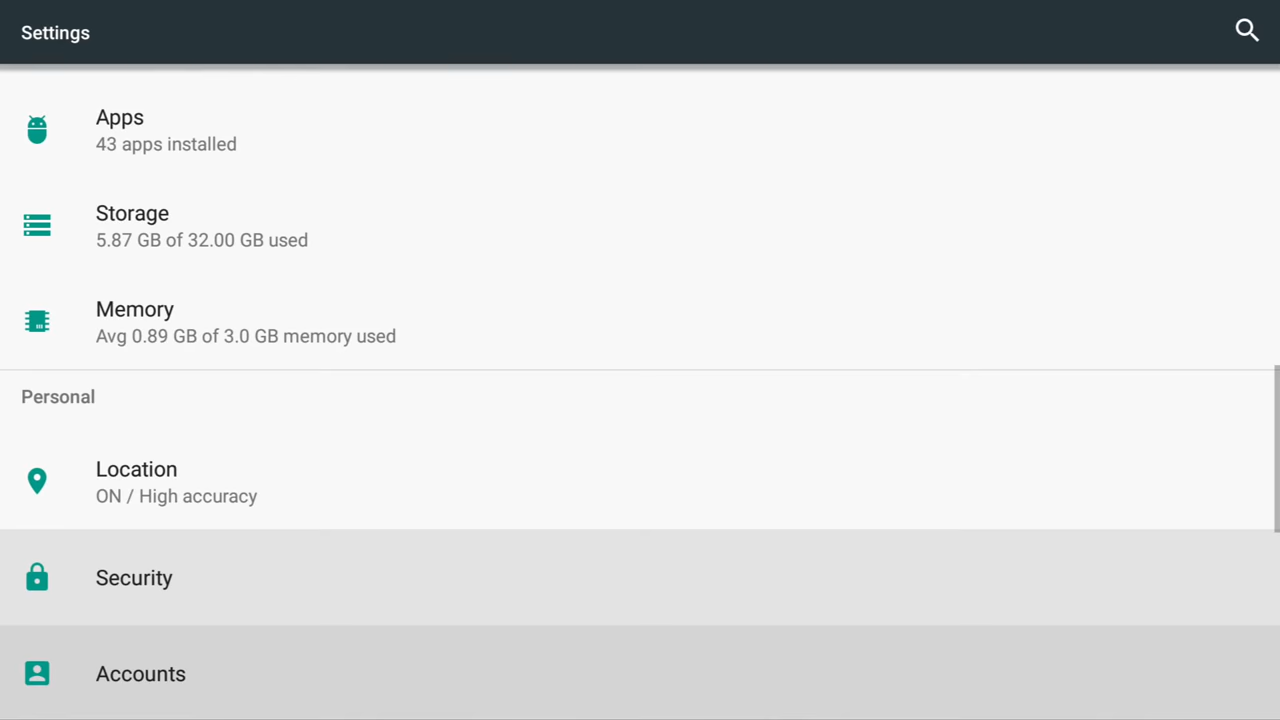 Settings
Apps
43 apps installed
Storage
5.87 GB of 32.00 GB used
Memory
Avg 0.89 GB of 3.0 GB memory used
Personal
Location
ON / High accuracy
Security
Accounts